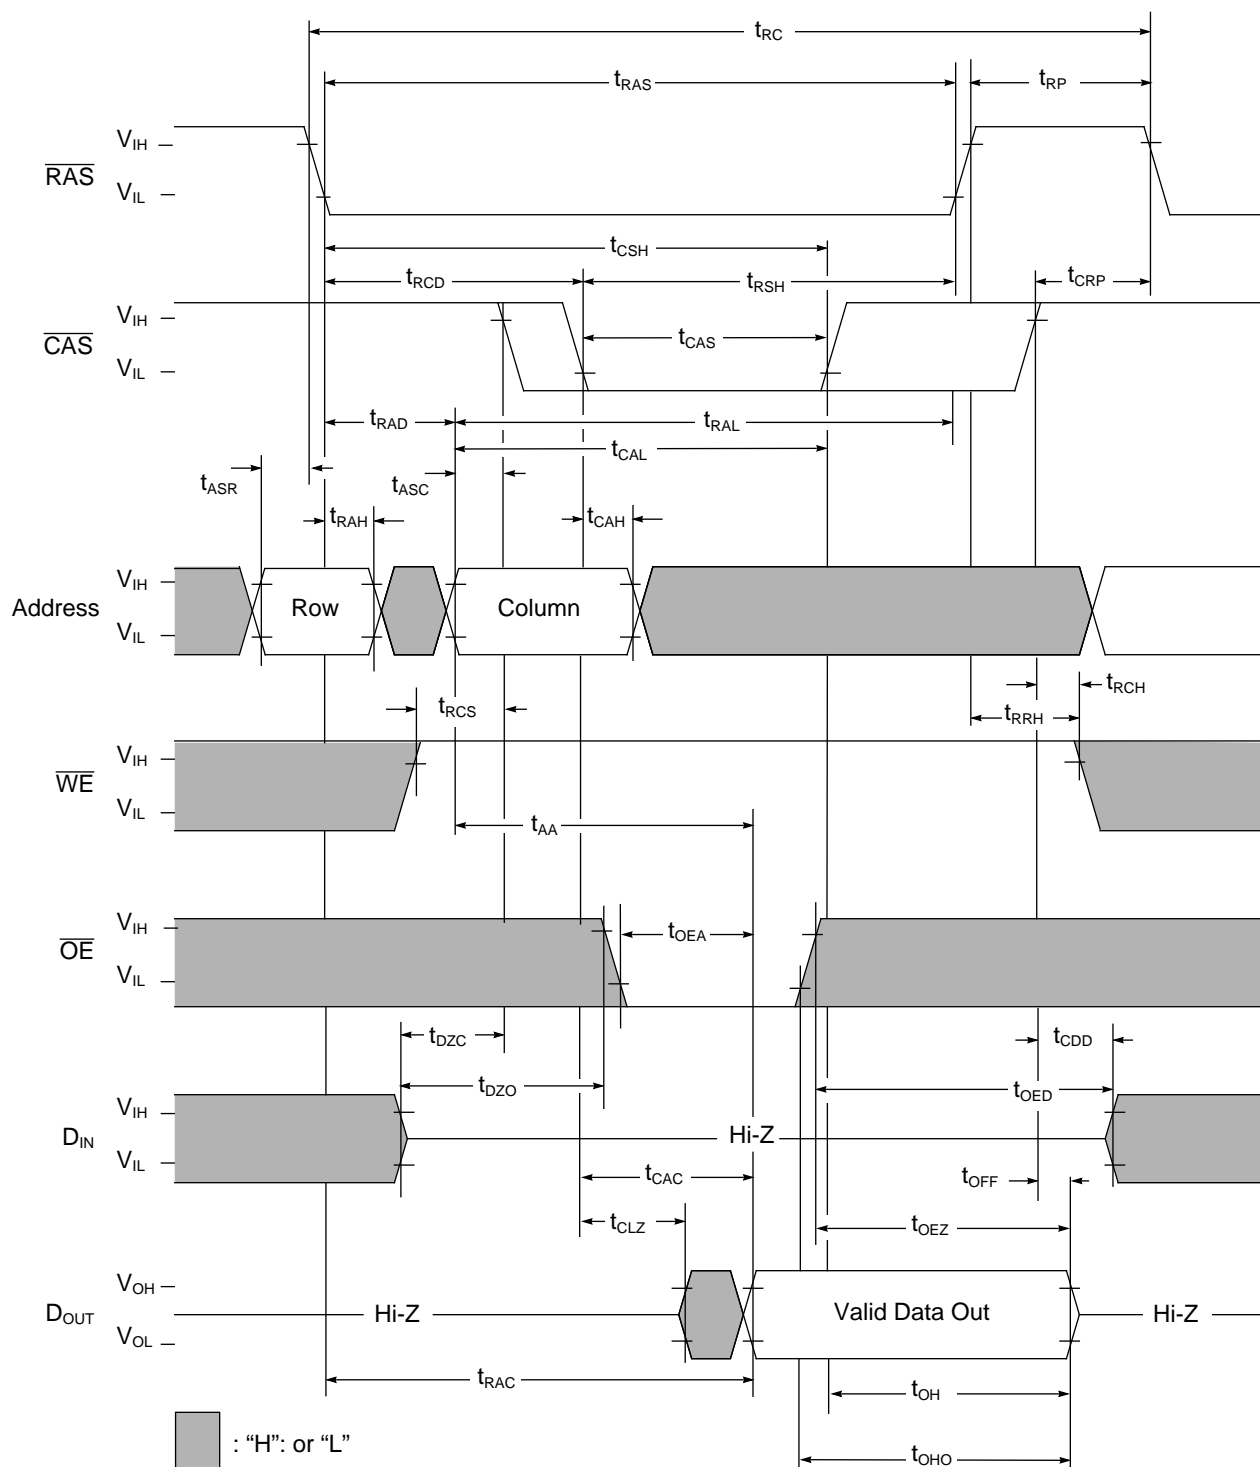 tRC
tRAS
tRP
VIH
RAS
VIL
tCSH
tRCD
tRSH
tCRP
VIH
CAS
VIL
tCAS
tRAD
tRAL
tCAL
tASR
tASC
tRAH
tCAH
VIH
Address
Row
Column
VIL
tRCH
tRCS
tRRH
VIH
WE
VIL
tAA
VIH
OE
tOEA
VIL
tDZC
tCDD
tDZO
tOED
VIH
DIN
Hi-Z
VIL
tCAC
tOFF
tCLZ
tOEZ
VOH
DOUT
Hi-Z
Valid Data Out
Hi-Z
VOL
tRAC
tOH
: “H”: or “L”
tOHO